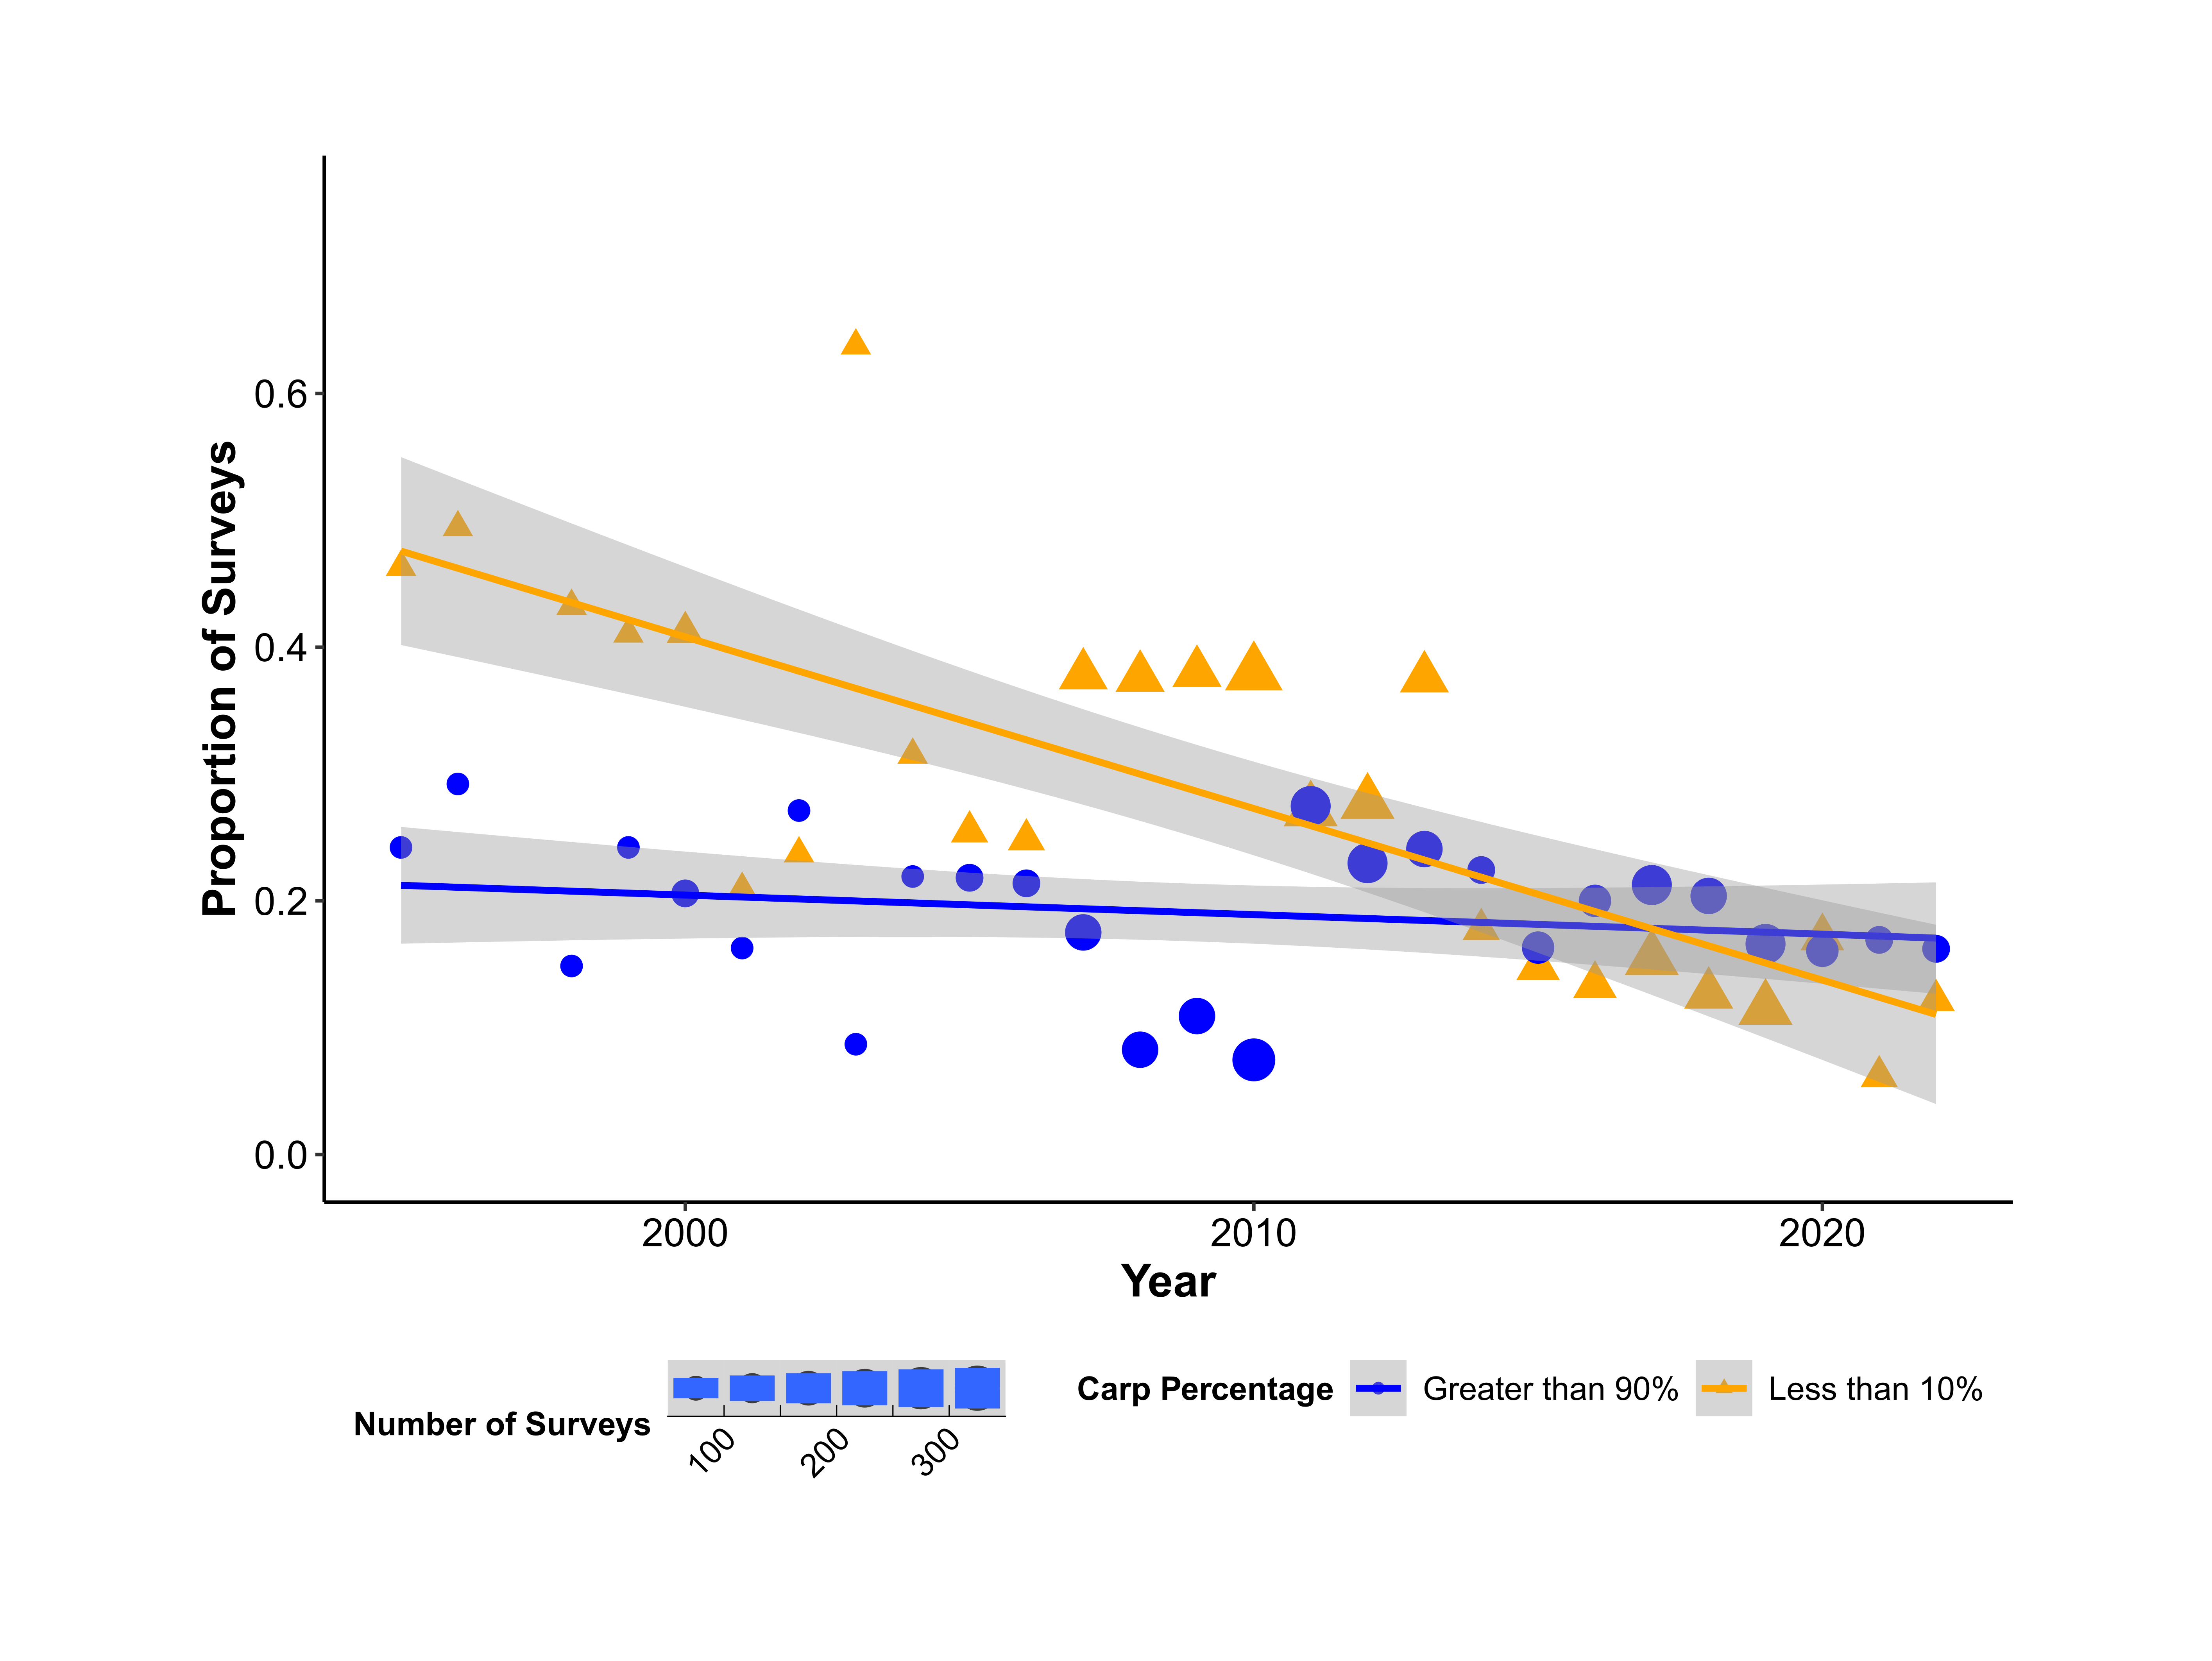 Proportion of Surveys
0.6
0.4
0.2
0.0
2000 2010 2020
Year
Number of Surveys
100 200 300
Carp Percentage Greater than 90% Less than 10%